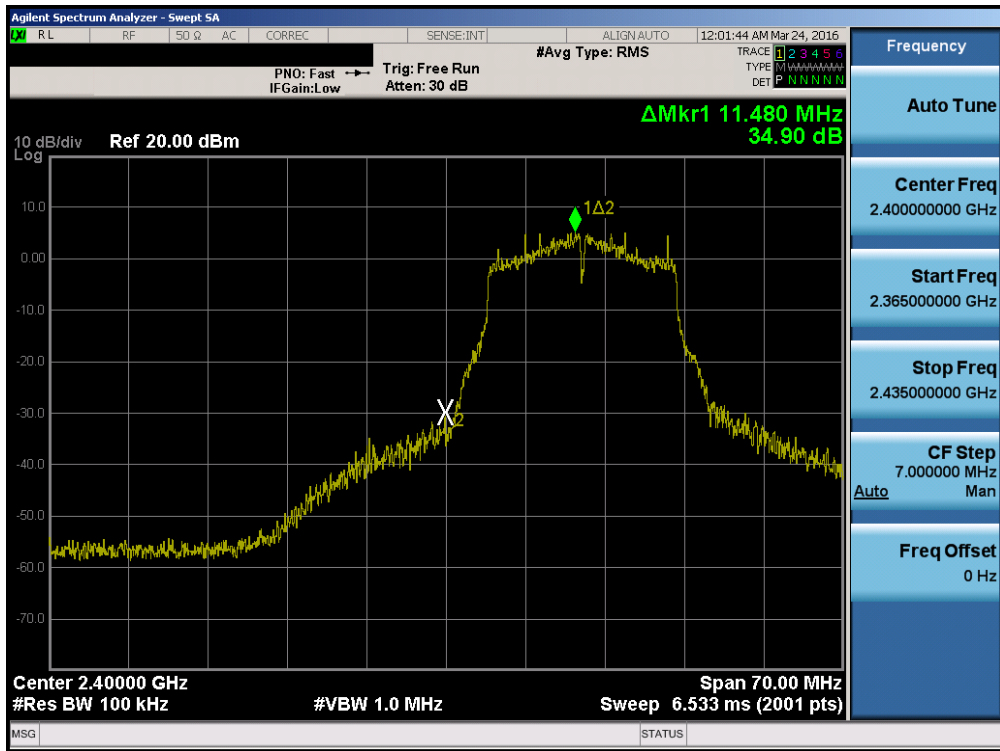 Agilent Spectrum Analyzer - Swept SA
LXI RL RF 50 Ω AC CORREC SENSE:INT ALIGN AUTO 12:01:44 AM Mar 24, 2016
#Avg Type: RMS TRACE 1 2 3 4 5 6
PNO: Fast Trig: Free Run TYPE M W W W W W
IFGain:Low Atten: 30 dB DET P N N N N N
ΔMkr1 11.480 MHz
34.90 dB
10 dB/div Ref 20.00 dBm
Log
10.0
1Δ2
0.00
-10.0
-20.0
-30.0
X2
-40.0
-50.0
-60.0
-70.0
Center 2.40000 GHz Span 70.00 MHz
#Res BW 100 kHz #VBW 1.0 MHz Sweep 6.533 ms (2001 pts)
MSG STATUS
Frequency
Auto Tune
Center Freq
2.400000000 GHz
Start Freq
2.365000000 GHz
Stop Freq
2.435000000 GHz
CF Step
7.000000 MHz
Auto Man
Freq Offset
0 Hz